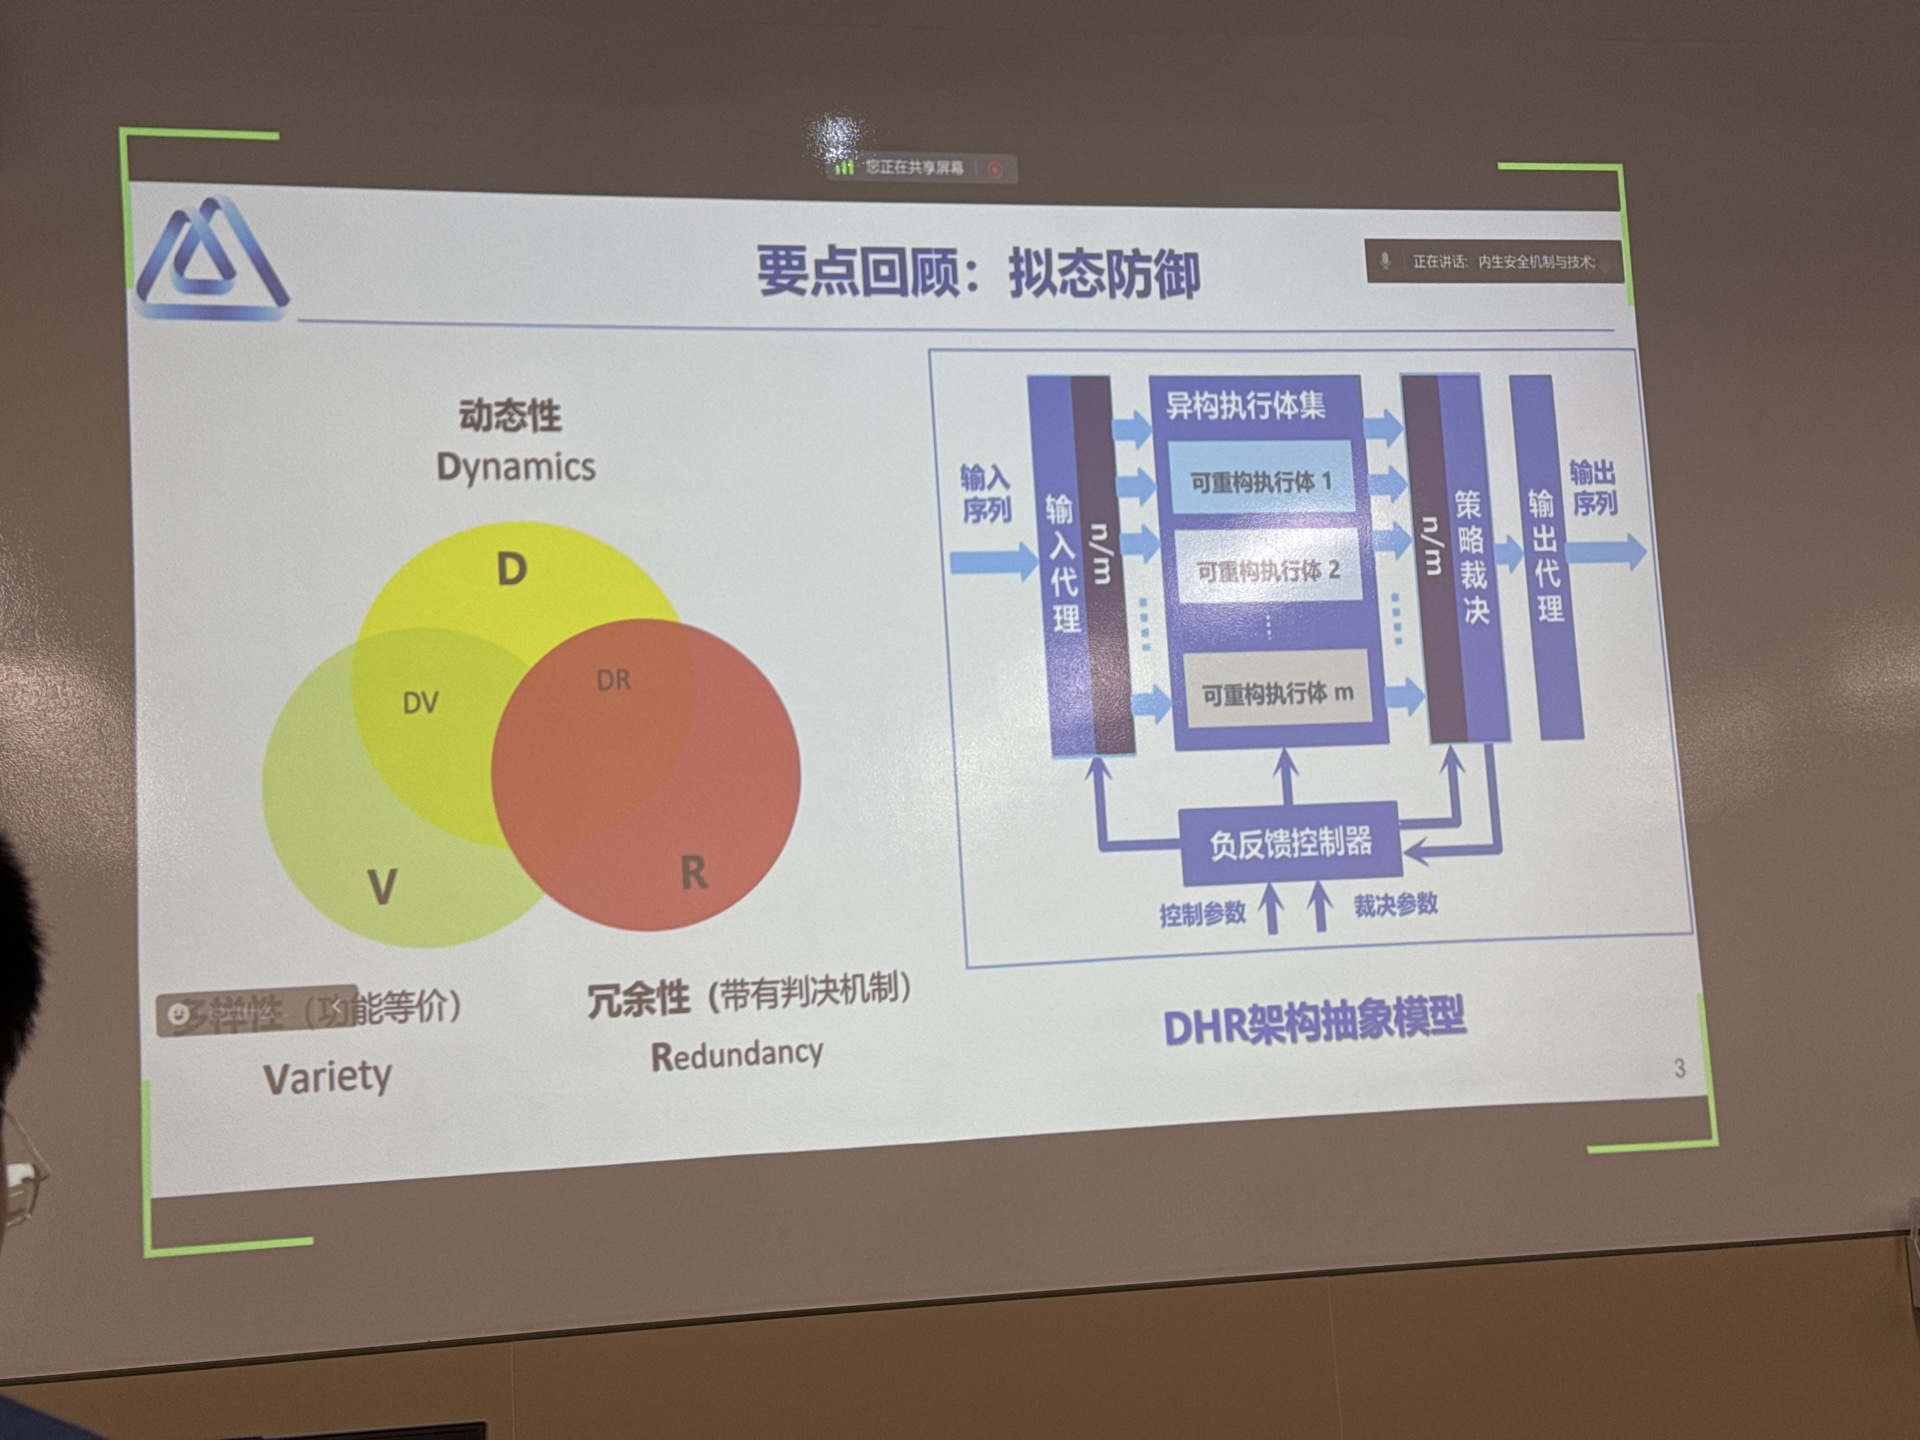 您正在共享屏幕
要点回顾：拟态防御
正在讲话: 内生安全机制与技术;
动态性
Dynamics
D
DV
DR
V
R
多样性（功能等价）
Variety
冗余性（带有判决机制）
Redundancy
输入
序列
输入代理
n/m
异构执行体集
可重构执行体 1
可重构执行体 2
可重构执行体 m
n/m
策略裁决
输出代理
输出
序列
负反馈控制器
控制参数
裁决参数
DHR架构抽象模型
3